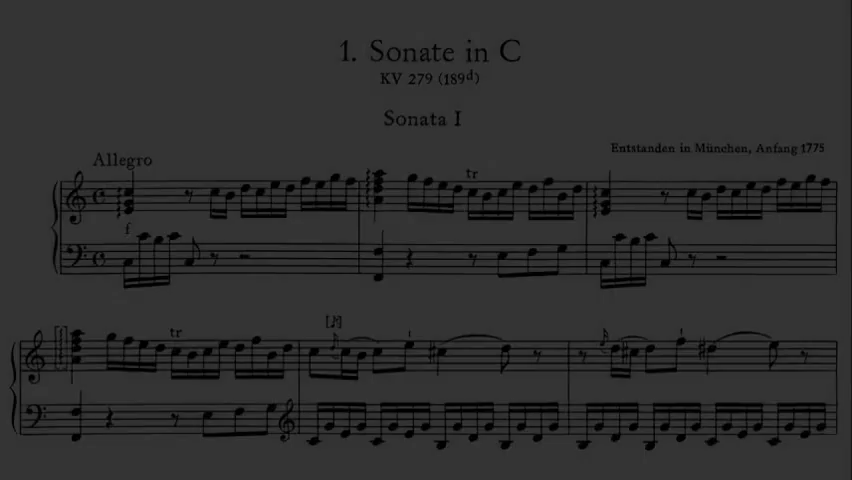 1. Sonate in C
KV 279 (189d)
Sonata I
Entstanden in München, Anfang 1775
Allegro
tr
f
tr